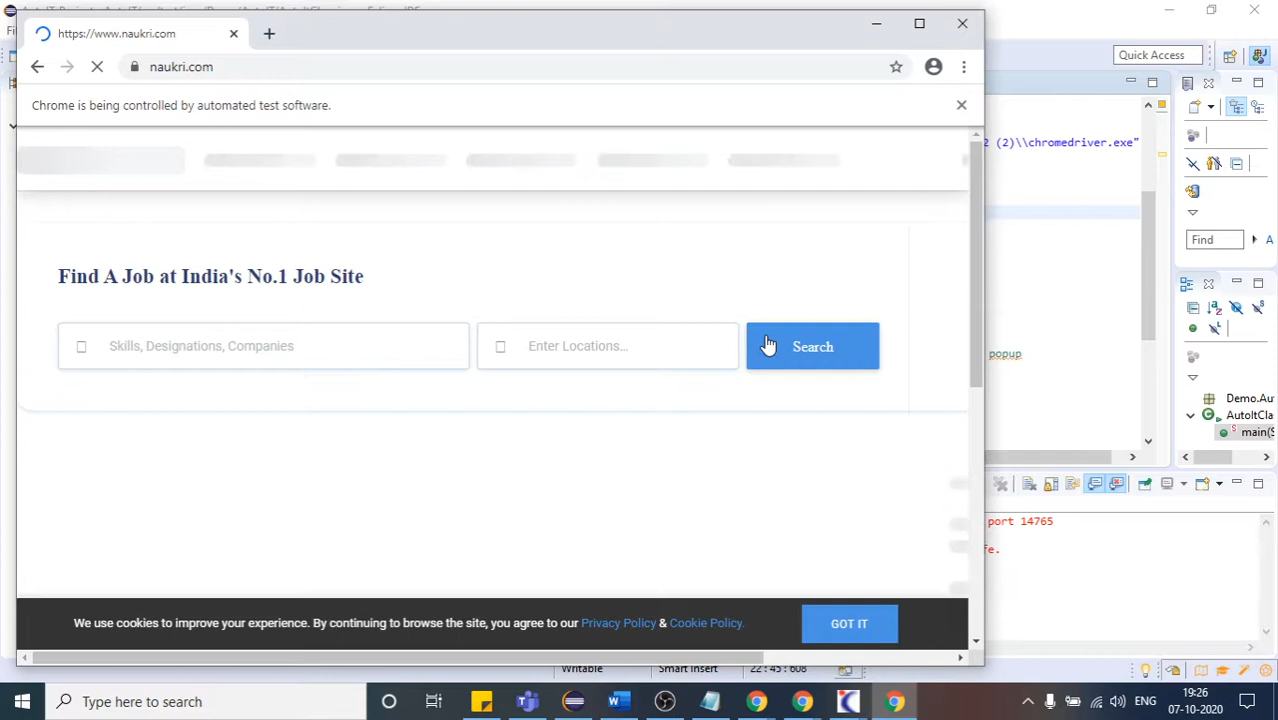 https://www.naukri.com
naukri.com
Quick Access
Chrome is being controlled by automated test software.
2 (2)\\chromedriver.exe"
Find
A
Find A Job at India's No.1 Job Site
Skills, Designations, Companies
Enter Locations...
Search
popup
Demo.Au
AutoItCla
main(S
port 14765
fe.
We use cookies to improve your experience. By continuing to browse the site, you agree to our Privacy Policy & Cookie Policy.
GOT IT
Writable
Smart Insert
22 : 45 : 608
Type here to search
ENG
19:26
07-10-2020